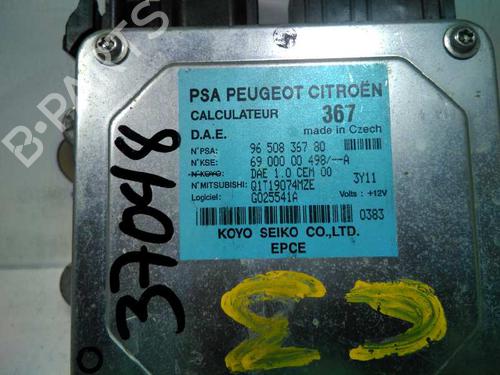 PSA PEUGEOT CITROËN
CALCULATEUR 367
D.A.E. made in Czech
N°PSA: 96 508 367 80
N°KSE: 69 000 00 498/--A
N°KOYO: DAE 1.0 CEM 00 3Y11
N°MITSUBISHI: Q1T19074MZE Volts : +12V
Logiciel: G025541A
0383
KOYO SEIKO CO.,LTD.
EPCE
37048
B-PARTS